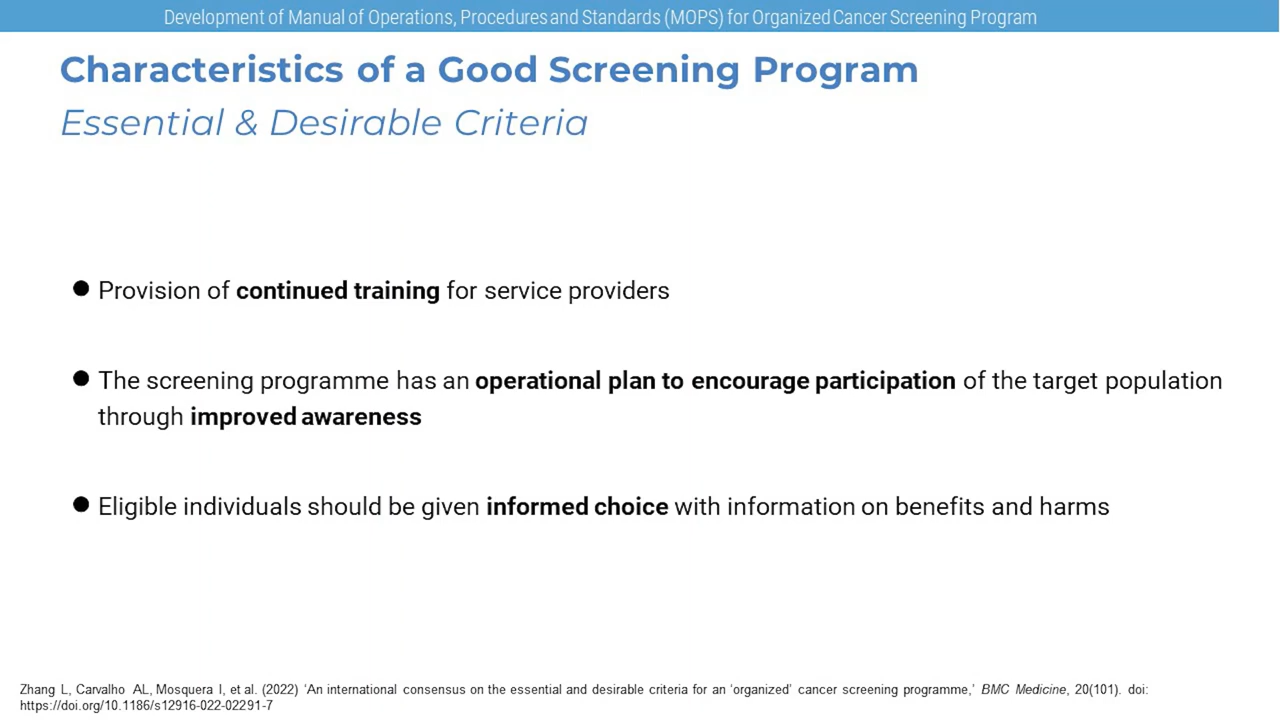 Development of Manual of Operations, Procedures and Standards (MOPS) for Organized Cancer Screening Program
Characteristics of a Good Screening Program
Essential & Desirable Criteria
● Provision of continued training for service providers
● The screening programme has an operational plan to encourage participation of the target population
through improved awareness
● Eligible individuals should be given informed choice with information on benefits and harms
Zhang L, Carvalho AL, Mosquera I, et al. (2022) ‘An international consensus on the essential and desirable criteria for an ‘organized’ cancer screening programme,’ BMC Medicine, 20(101). doi:
https://doi.org/10.1186/s12916-022-02291-7